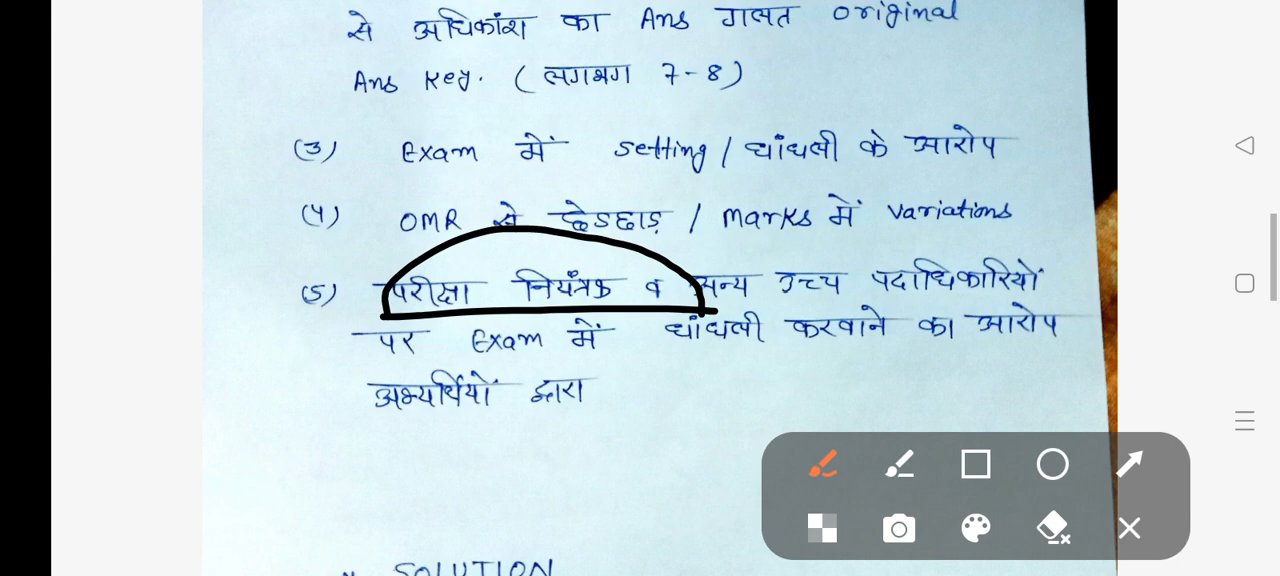 से अधिकांश का Ans गलत original
Ans Key. (लगभग 7-8)
(3) Exam में setting / धांधली के आरोप
(4) OMR से छेडछाड़ / Marks में variations
(5) परीक्षा नियंत्रक व अन्य उच्च पदाधिकारियों
पर Exam में धांधली करवाने का आरोप
अभ्यर्थियों द्वारा
SOLUTION